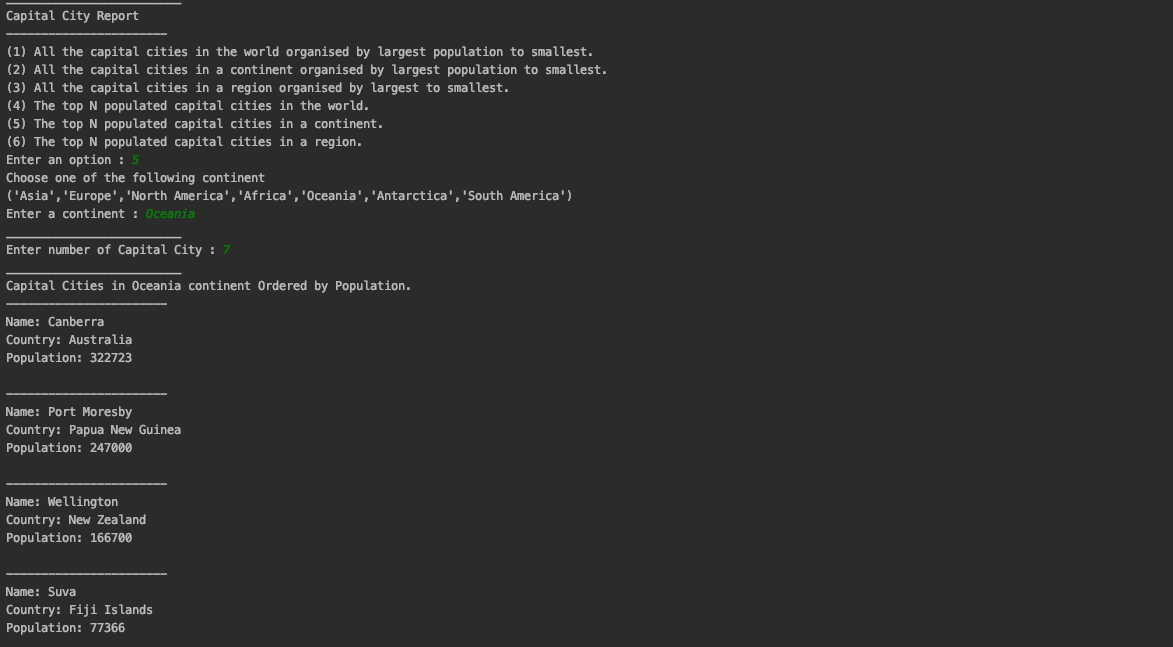 Capital City Report
-----------------------
(1) All the capital cities in the world organised by largest population to smallest.
(2) All the capital cities in a continent organised by largest population to smallest.
(3) All the capital cities in a region organised by largest to smallest.
(4) The top N populated capital cities in the world.
(5) The top N populated capital cities in a continent.
(6) The top N populated capital cities in a region.
Enter an option : 5
Choose one of the following continent
('Asia','Europe','North America','Africa','Oceania','Antarctica','South America')
Enter a continent : Oceania
_________________________
Enter number of Capital City : 7
_________________________
Capital Cities in Oceania continent Ordered by Population.
-----------------------
Name: Canberra
Country: Australia
Population: 322723
-----------------------
Name: Port Moresby
Country: Papua New Guinea
Population: 247000
-----------------------
Name: Wellington
Country: New Zealand
Population: 166700
-----------------------
Name: Suva
Country: Fiji Islands
Population: 77366